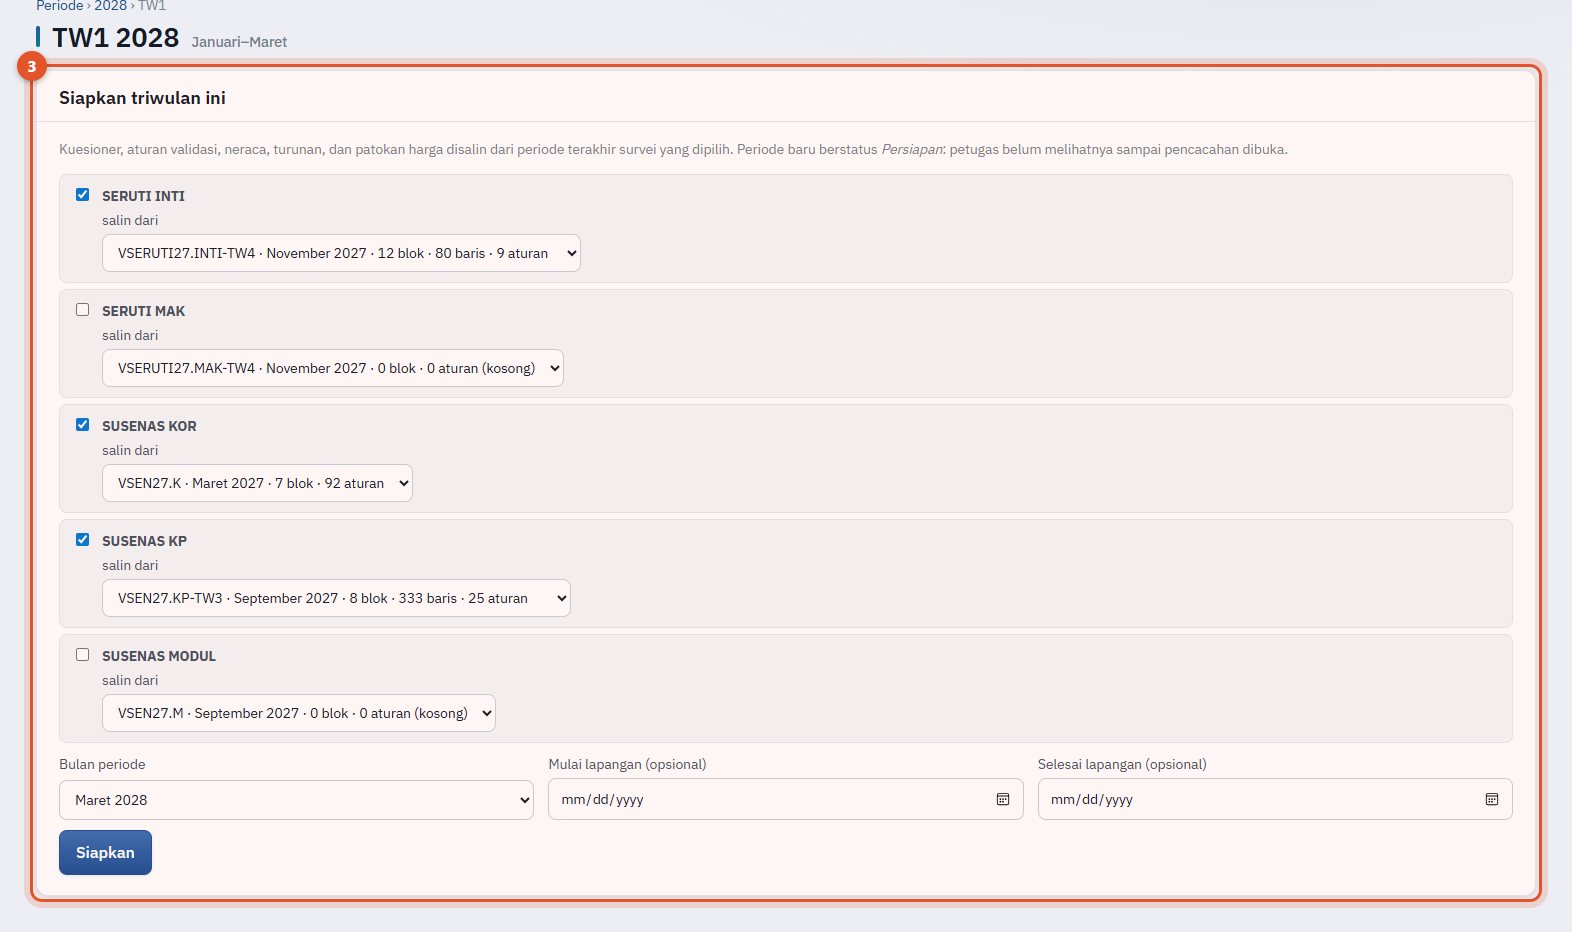 Periode › 2028 › TW1
TW1 2028 Januari–Maret
3
Siapkan triwulan ini
Kuesioner, aturan validasi, neraca, turunan, dan patokan harga disalin dari periode terakhir survei yang dipilih. Periode baru berstatus Persiapan: petugas belum melihatnya sampai pencacahan dibuka.
SERUTI INTI
salin dari
VSERUTI27.INTI-TW4 · November 2027 · 12 blok · 80 baris · 9 aturan
SERUTI MAK
salin dari
VSERUTI27.MAK-TW4 · November 2027 · 0 blok · 0 aturan (kosong)
SUSENAS KOR
salin dari
VSEN27.K · Maret 2027 · 7 blok · 92 aturan
SUSENAS KP
salin dari
VSEN27.KP-TW3 · September 2027 · 8 blok · 333 baris · 25 aturan
SUSENAS MODUL
salin dari
VSEN27.M · September 2027 · 0 blok · 0 aturan (kosong)
Bulan periode Mulai lapangan (opsional) Selesai lapangan (opsional)
Maret 2028 mm/dd/yyyy mm/dd/yyyy
Siapkan